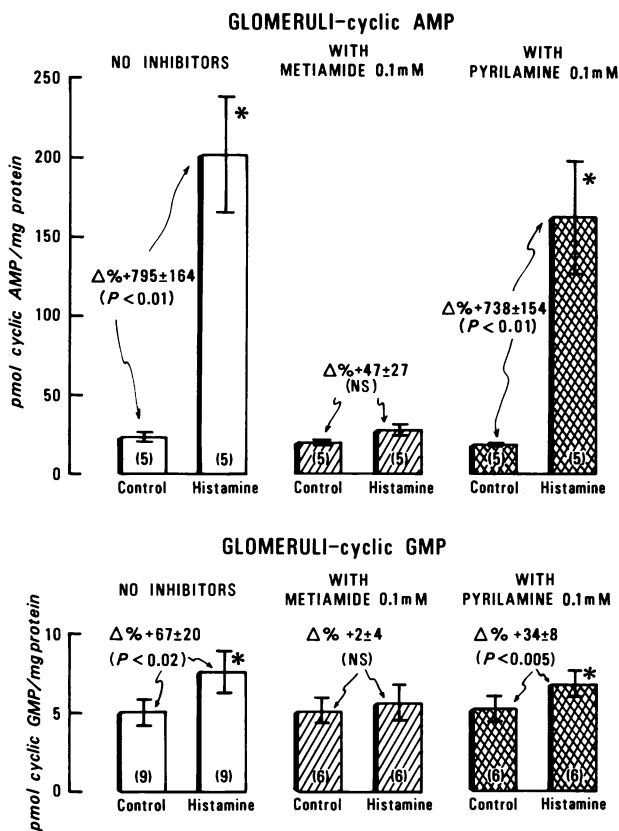 GLOMERULI-cyclic AMP
NO INHIBITORS
WITH
METIAMIDE 0.1mM
WITH
PYRILAMINE 0.1mM
pmol cyclic AMP/mg protein
250
200
150
100
50
0
*
Δ%+795±164
(P<0.01)
(5)
(5)
Control
Histamine
Δ%+47±27
(NS)
(5)
(5)
Control
Histamine
*
Δ%+738±154
(P<0.01)
(5)
(5)
Control
Histamine
GLOMERULI-cyclic GMP
NO INHIBITORS
WITH
METIAMIDE 0.1mM
WITH
PYRILAMINE 0.1mM
pmol cyclic GMP/mg protein
10
5
0
Δ%+67±20
(P<0.02)
*
(9)
(9)
Control
Histamine
Δ% +2±4
(NS)
(6)
(6)
Control
Histamine
Δ% +34±8
(P<0.005)
*
(6)
(6)
Control
Histamine